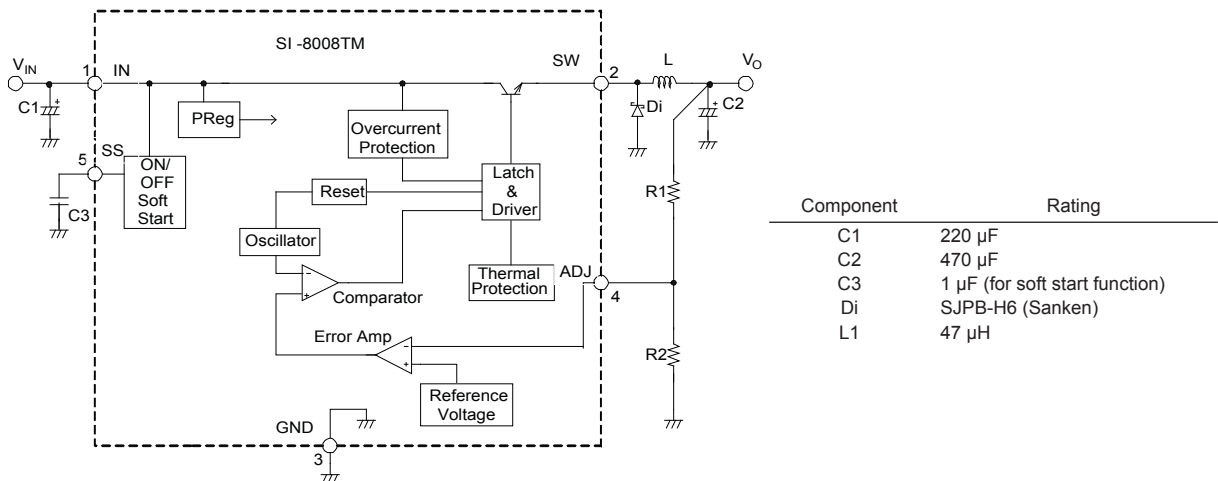 SI -8008TM
VIN
1
IN
SW
2
L
VO
C1
+
PReg
Overcurrent
Protection
Di
C2
+
5
SS
ON/
OFF
Soft
Start
C3
Latch
&
Driver
Reset
R1
Oscillator
Thermal
Protection
ADJ
4
−
+
Comparator
Error Amp
−
+
R2
Reference
Voltage
GND
3
Component Rating
C1 220 µF
C2 470 µF
C3 1 µF (for soft start function)
Di SJPB-H6 (Sanken)
L1 47 µH